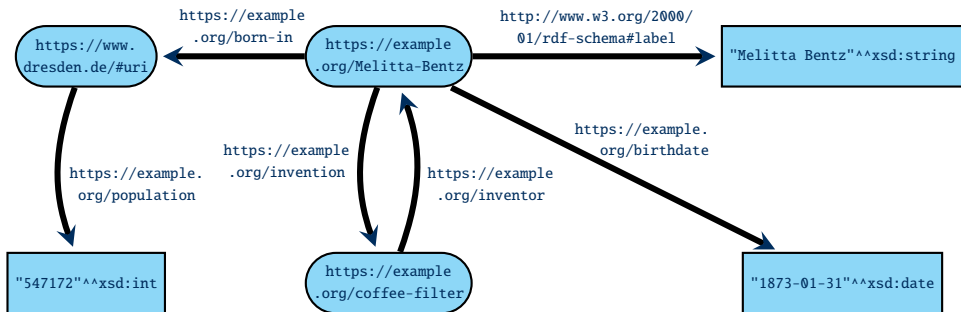 https://example
.org/born-in
http://www.w3.org/2000/
01/rdf-schema#label
https://www.
dresden.de/#uri
https://example
.org/Melitta-Bentz
"Melitta Bentz"^^xsd:string
https://example.
org/birthdate
https://example
.org/invention
https://example.
org/population
https://example
.org/inventor
"547172"^^xsd:int
https://example
.org/coffee-filter
"1873-01-31"^^xsd:date